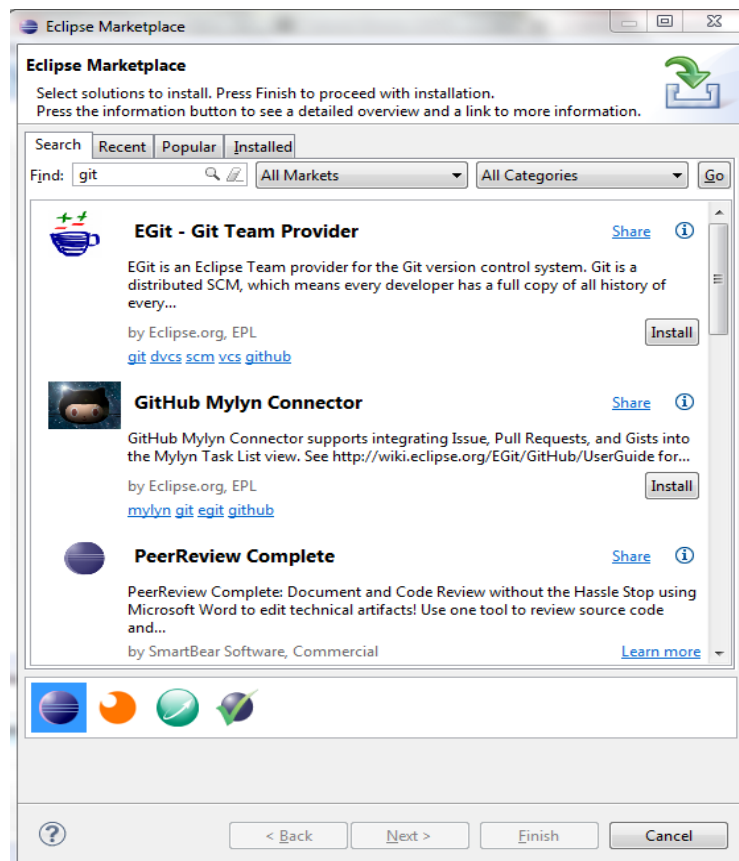 Eclipse Marketplace
Eclipse Marketplace
Select solutions to install. Press Finish to proceed with installation.
Press the information button to see a detailed overview and a link to more information.
Search Recent Popular Installed
Find: git All Markets All Categories Go
EGit - Git Team Provider Share
EGit is an Eclipse Team provider for the Git version control system. Git is a
distributed SCM, which means every developer has a full copy of all history of
every...
by Eclipse.org, EPL Install
git dvcs scm vcs github
GitHub Mylyn Connector Share
GitHub Mylyn Connector supports integrating Issue, Pull Requests, and Gists into
the Mylyn Task List view. See http://wiki.eclipse.org/EGit/GitHub/UserGuide for...
by Eclipse.org, EPL Install
mylyn git egit github
PeerReview Complete Share
PeerReview Complete: Document and Code Review without the Hassle Stop using
Microsoft Word to edit technical artifacts! Use one tool to review source code
and...
by SmartBear Software, Commercial Learn more
< Back Next > Finish Cancel